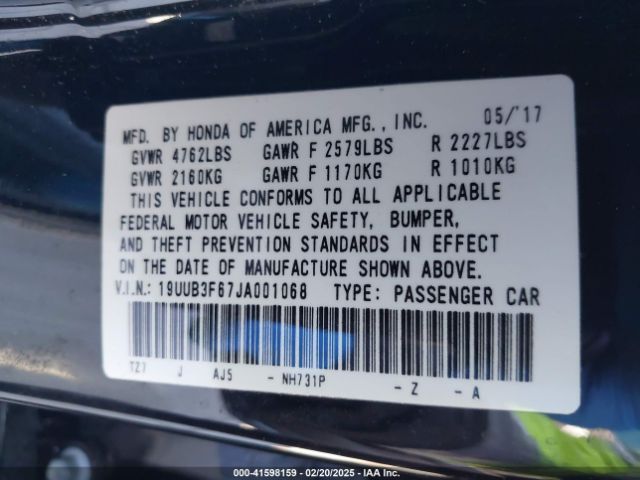 MFD. BY HONDA OF AMERICA MFG., INC. 05/'17
GVWR 4762LBS GAWR F 2579LBS R 2227LBS
GVWR 2160KG GAWR F 1170KG R 1010KG
THIS VEHICLE CONFORMS TO ALL APPLICABLE
FEDERAL MOTOR VEHICLE SAFETY, BUMPER,
AND THEFT PREVENTION STANDARDS IN EFFECT
ON THE DATE OF MANUFACTURE SHOWN ABOVE.
V.I.N.: 19UUB3F67JA001068 TYPE: PASSENGER CAR
TZ7 J AJ5 - NH731P - Z - A
000-41598159 — 02/20/2025 — IAA Inc.